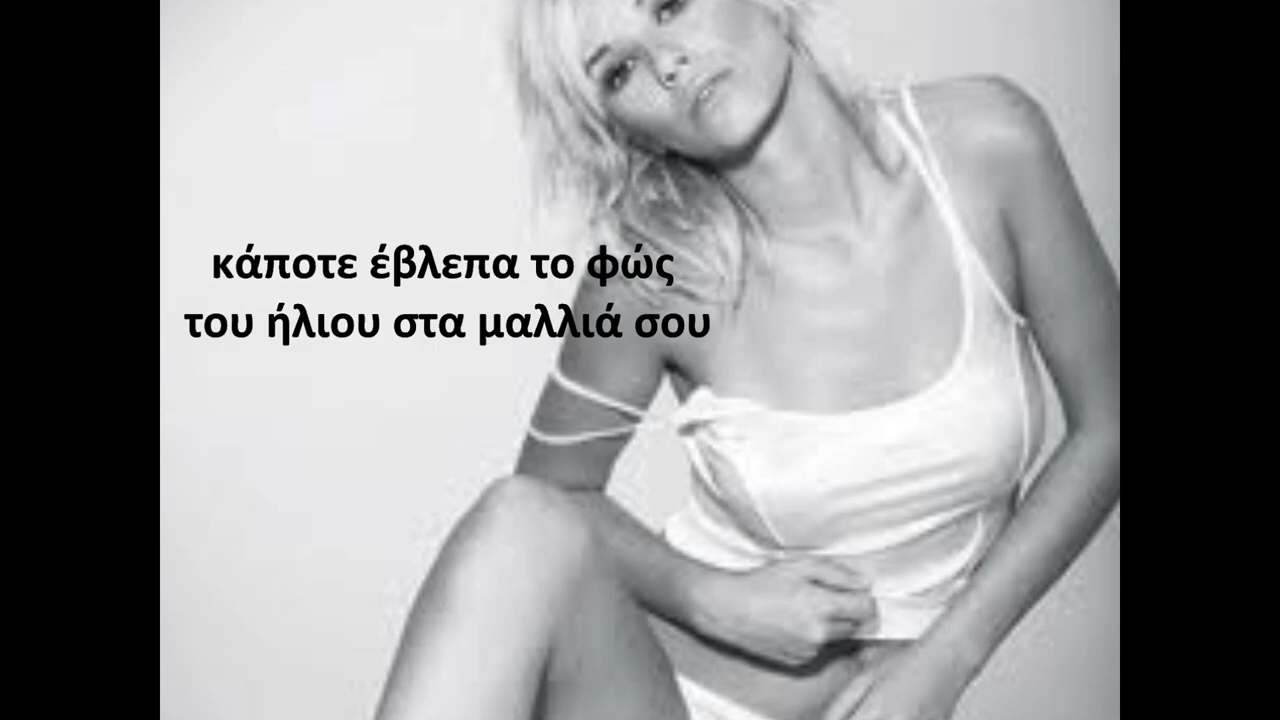 κάποτε έβλεπα το φώς
του ήλιου στα μαλλιά σου